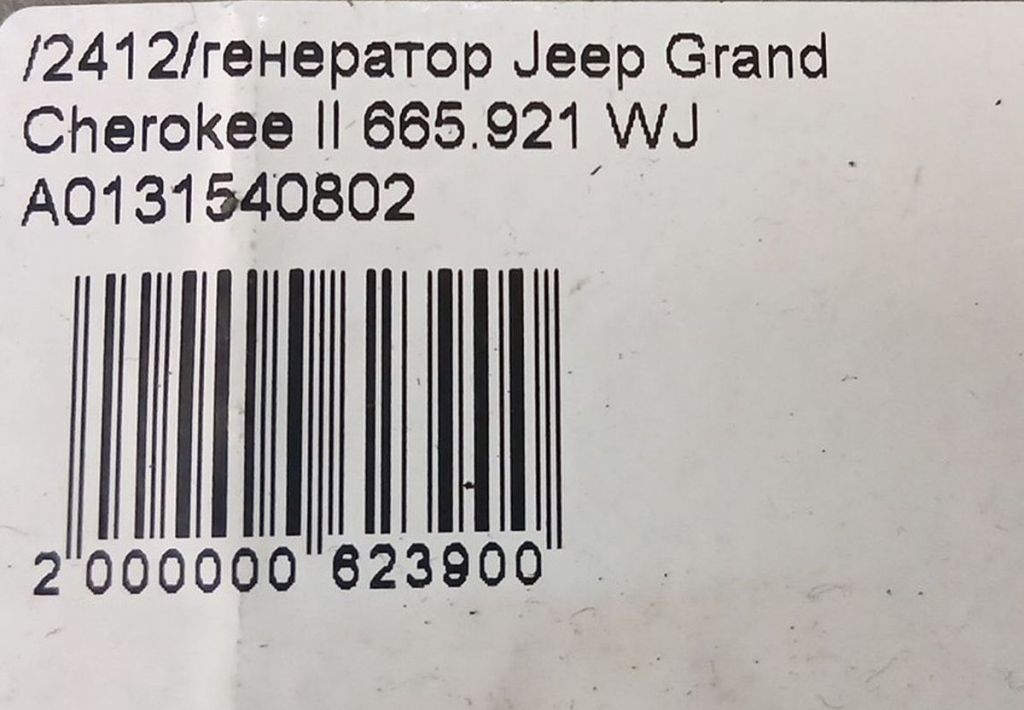 /2412/генератор Jeep Grand
Cherokee II 665.921 WJ
A0131540802
2 000000 623900